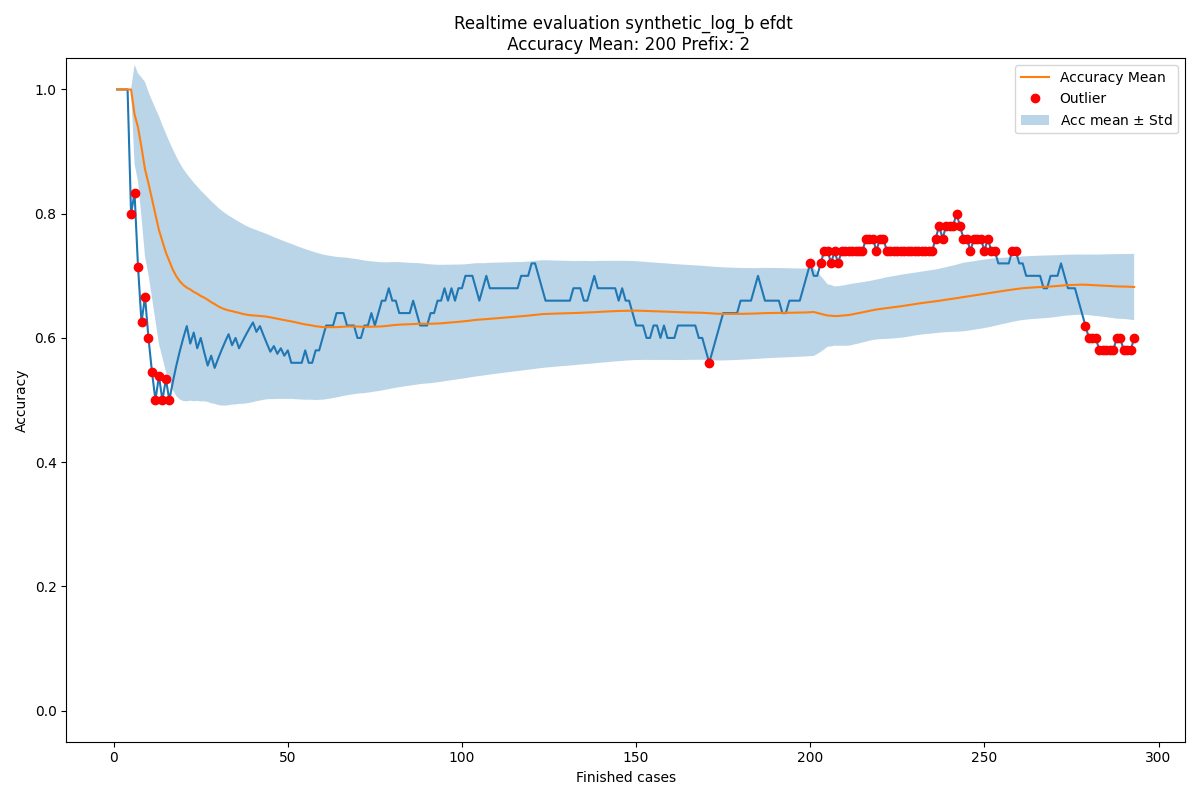 Realtime evaluation synthetic_log_b efdt
Accuracy Mean: 200 Prefix: 2
Accuracy Mean
Outlier
Acc mean ± Std
Accuracy
1.0
0.8
0.6
0.4
0.2
0.0
0
50
100
150
200
250
300
Finished cases